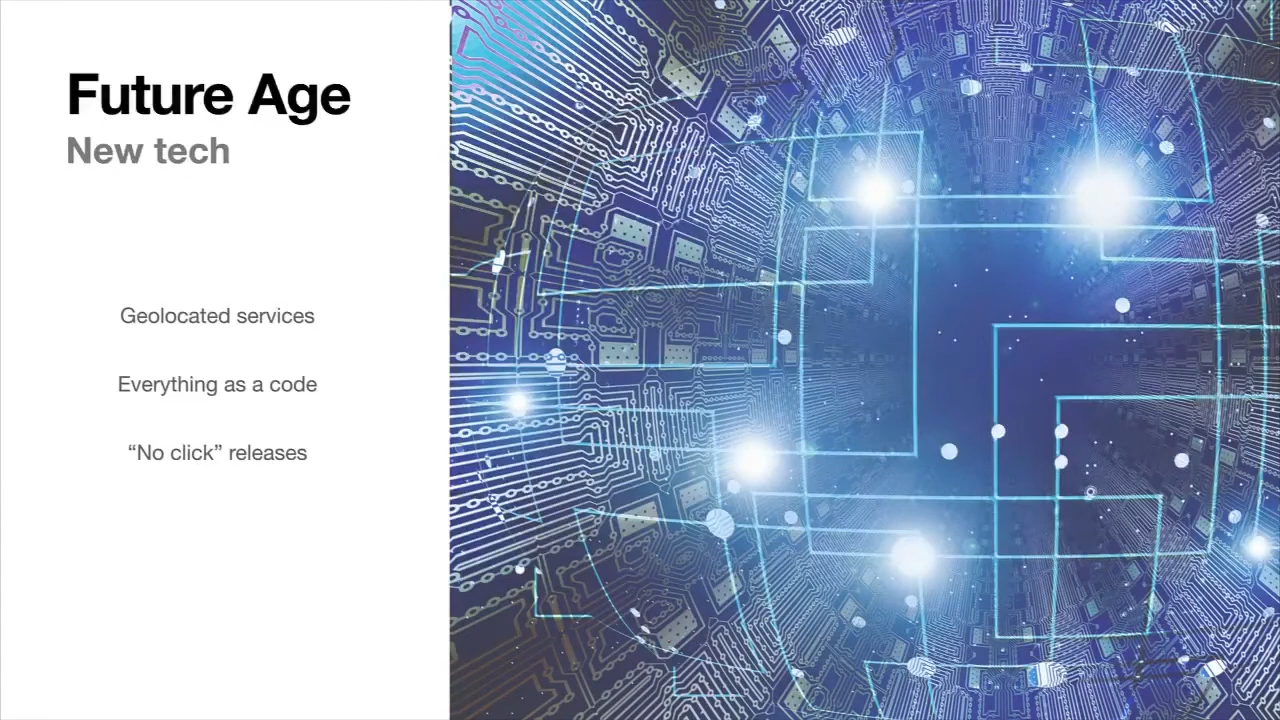 Future Age
New tech
Geolocated services
Everything as a code
“No click” releases